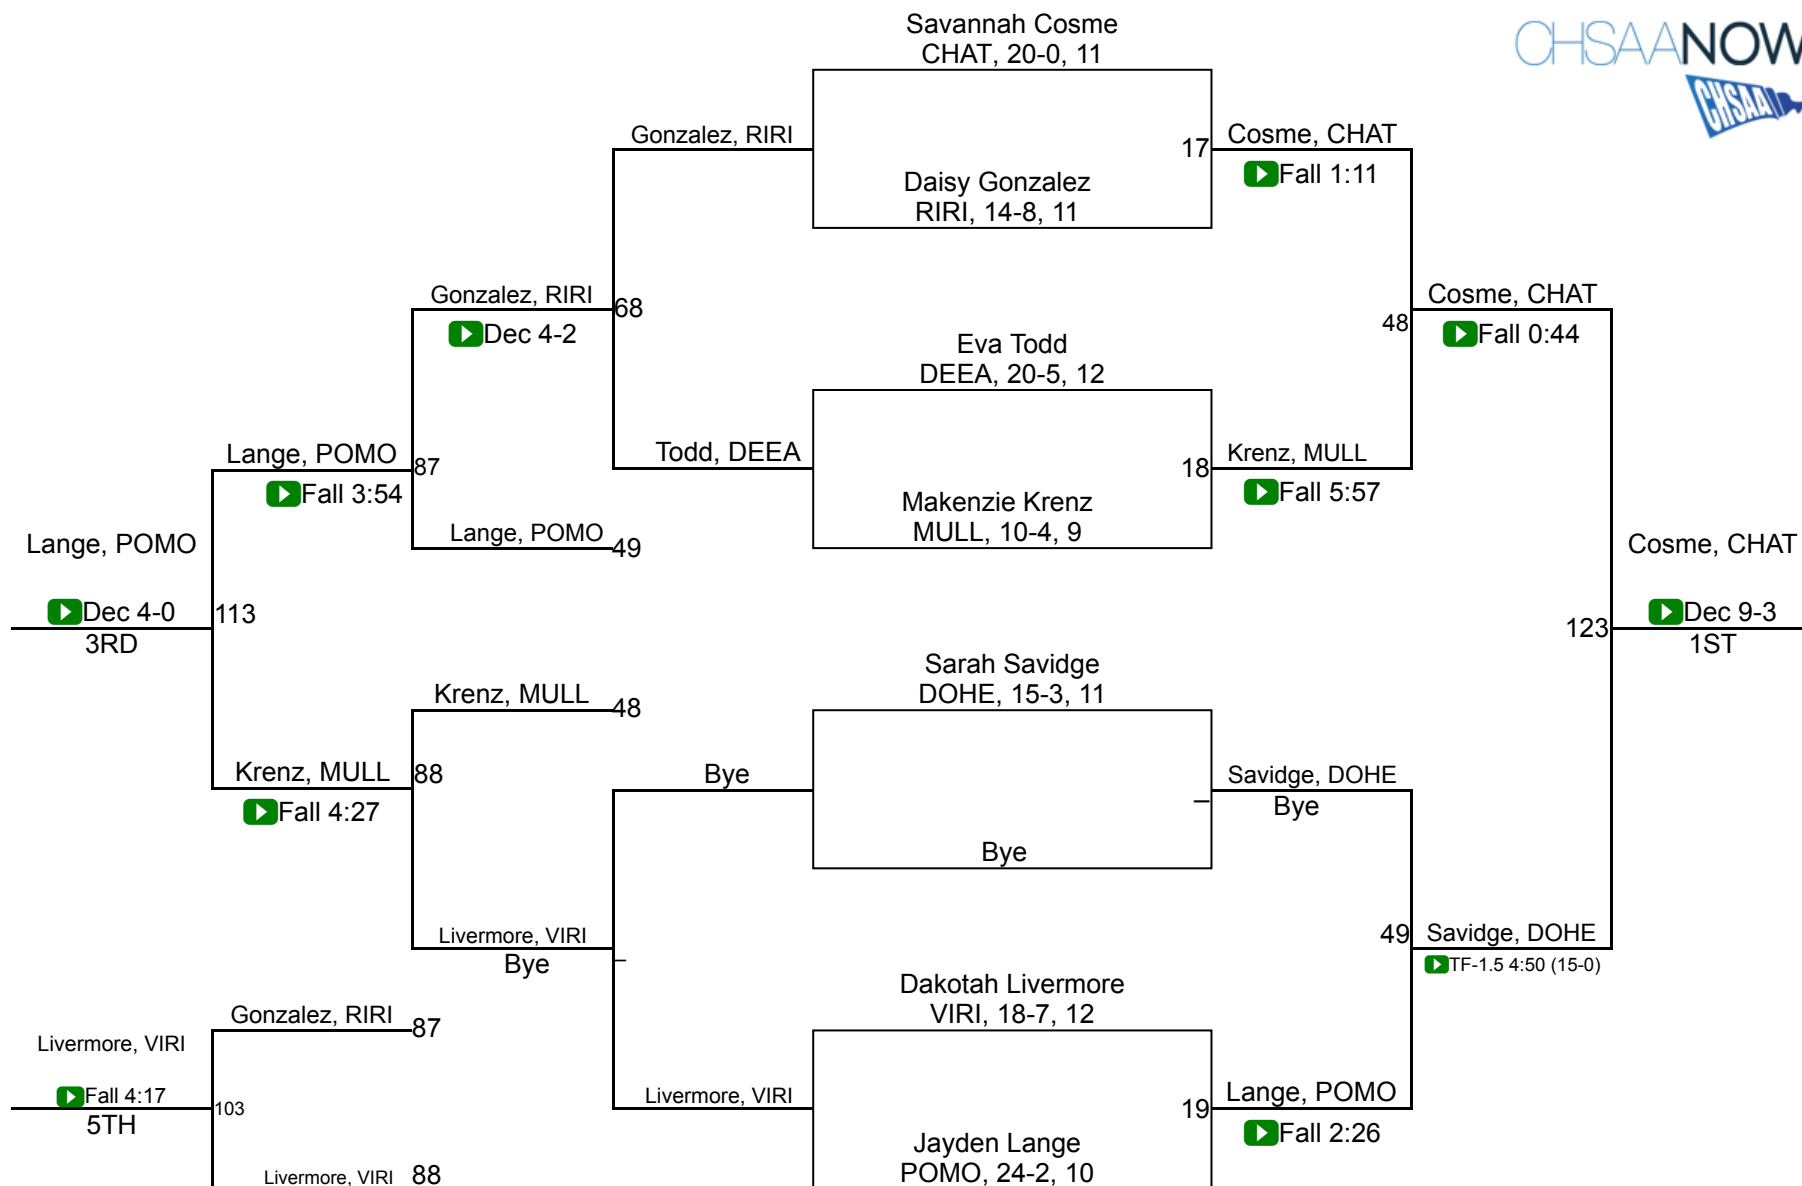 Savannah Cosme
CHAT, 20-0, 11
CHSAANOW
CHSAA
Gonzalez, RIRI
17
Cosme, CHAT
Fall 1:11
Daisy Gonzalez
RIRI, 14-8, 11
Gonzalez, RIRI
68
Dec 4-2
Cosme, CHAT
48
Fall 0:44
Eva Todd
DEEA, 20-5, 12
Lange, POMO
87
Fall 3:54
Todd, DEEA
18
Krenz, MULL
Fall 5:57
Makenzie Krenz
MULL, 10-4, 9
Lange, POMO
Lange, POMO
49
Cosme, CHAT
Dec 4-0
113
3RD
123
Dec 9-3
1ST
Sarah Savidge
DOHE, 15-3, 11
Krenz, MULL
48
Krenz, MULL
88
Fall 4:27
Bye
Savidge, DOHE
Bye
Bye
Livermore, VIRI
Bye
49
Savidge, DOHE
TF-1.5 4:50 (15-0)
Dakotah Livermore
VIRI, 18-7, 12
Gonzalez, RIRI
87
Livermore, VIRI
Fall 4:17
103
5TH
Livermore, VIRI
19
Lange, POMO
Fall 2:26
Jayden Lange
POMO, 24-2, 10
Livermore, VIRI
88